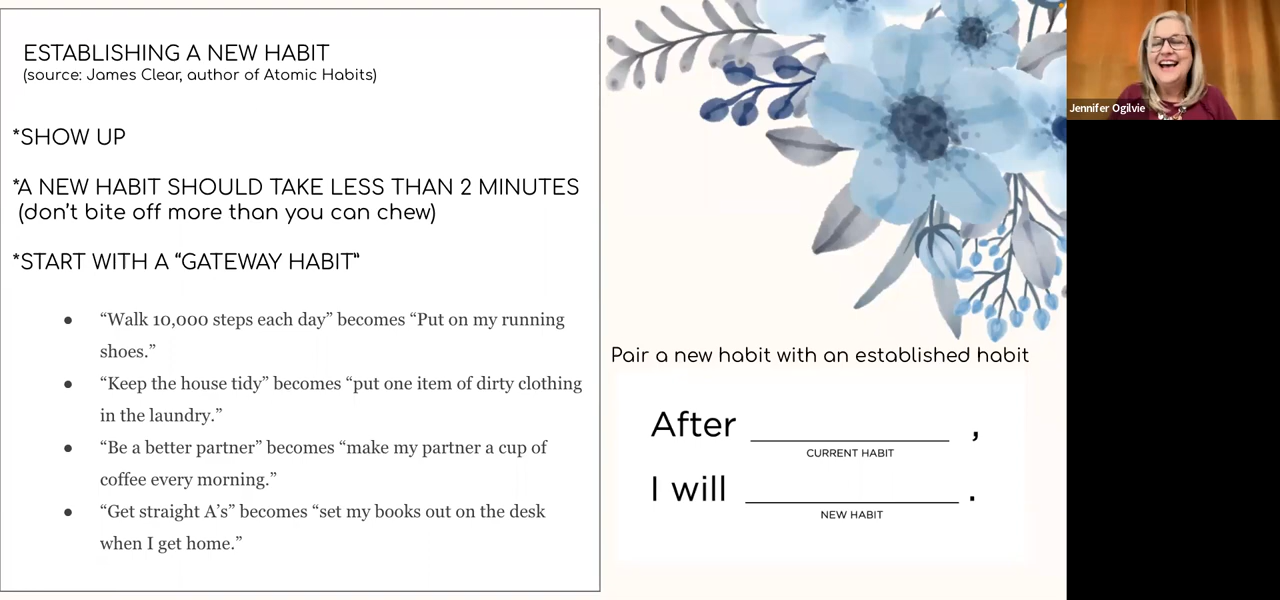 ESTABLISHING A NEW HABIT
(source: James Clear, author of Atomic Habits)
*SHOW UP
*A NEW HABIT SHOULD TAKE LESS THAN 2 MINUTES
(don't bite off more than you can chew)
*START WITH A “GATEWAY HABIT”
● “Walk 10,000 steps each day” becomes “Put on my running
shoes.”
● “Keep the house tidy” becomes “put one item of dirty clothing
in the laundry.”
● “Be a better partner” becomes “make my partner a cup of
coffee every morning.”
● “Get straight A’s” becomes “set my books out on the desk
when I get home.”
Pair a new habit with an established habit
After ____________ ,
CURRENT HABIT
I will ____________ .
NEW HABIT
Jennifer Ogilvie